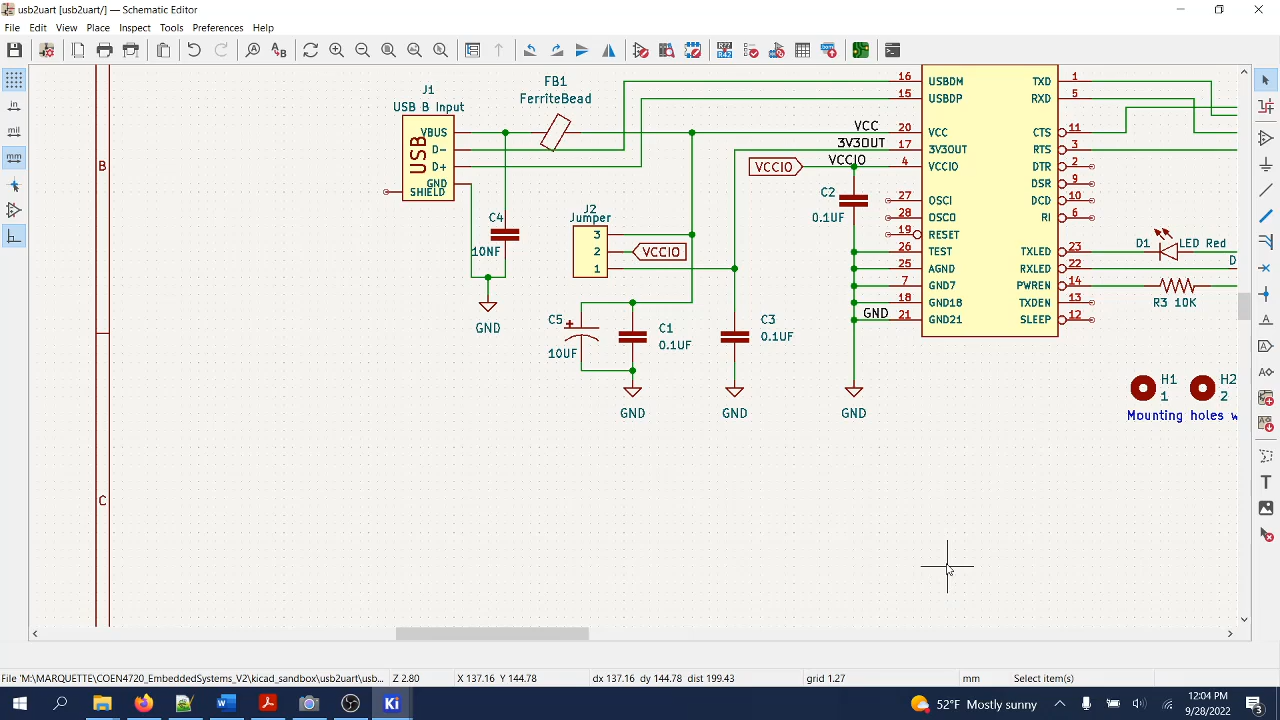 usb2uart [usb2uart/] — Schematic Editor
File Edit View Place Inspect Tools Preferences Help
in
mil
mm
B
C
J1
USB B Input
USB
VBUS
D-
D+
GND
SHIELD
FB1
FerriteBead
C4
10NF
GND
J2
Jumper
3
2
1
VCCIO
C5
10UF
C1
0.1UF
GND
C3
0.1UF
GND
VCC
3V3OUT
VCCIO
VCCIO
C2
0.1UF
GND
GND
16 USBDM TXD 1
15 USBDP RXD 5
20 VCC CTS 11
17 3V3OUT RTS 3
4 VCCIO DTR 2
DSR 9
27 OSCI DCD 10
28 OSCO RI 6
19 RESET
26 TEST TXLED 23
25 AGND RXLED 22
7 GND7 PWREN 14
18 GND18 TXDEN 13
21 GND21 SLEEP 12
D1 LED Red
D
R3 10K
H1
1
H2
2
Mounting holes w
File 'M:\MARQUETTE\COEN4720_EmbeddedSystems_V2\kicad_sandbox\usb2uart\usb... Z 2.80 X 137.16 Y 144.78 dx 137.16 dy 144.78 dist 199.43 grid 1.27 mm Select item(s)
Ki
52°F Mostly sunny
12:04 PM
9/28/2022
3